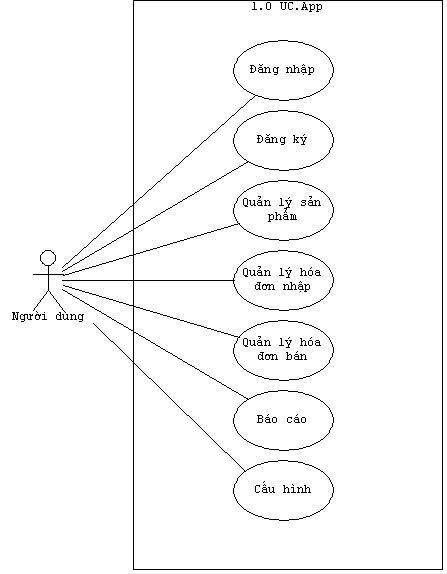 1.0 UC.App
Đăng nhập
Đăng ký
Quản lý sản
phẩm
Quản lý hóa
đơn nhập
Người dùng
Quản lý hóa
đơn bán
Báo cáo
Cấu hình